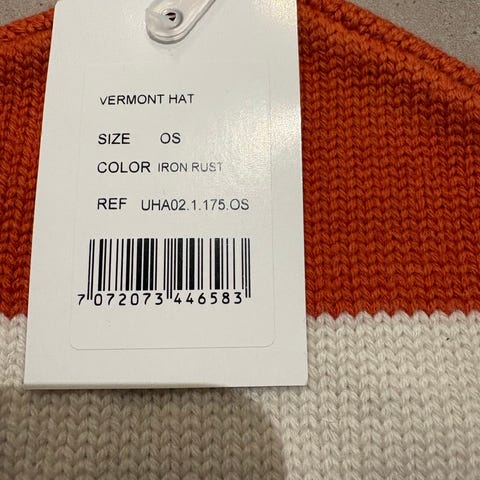 VERMONT HAT
SIZE OS
COLOR IRON RUST
REF UHA02.1.175.OS
7 072073 446583